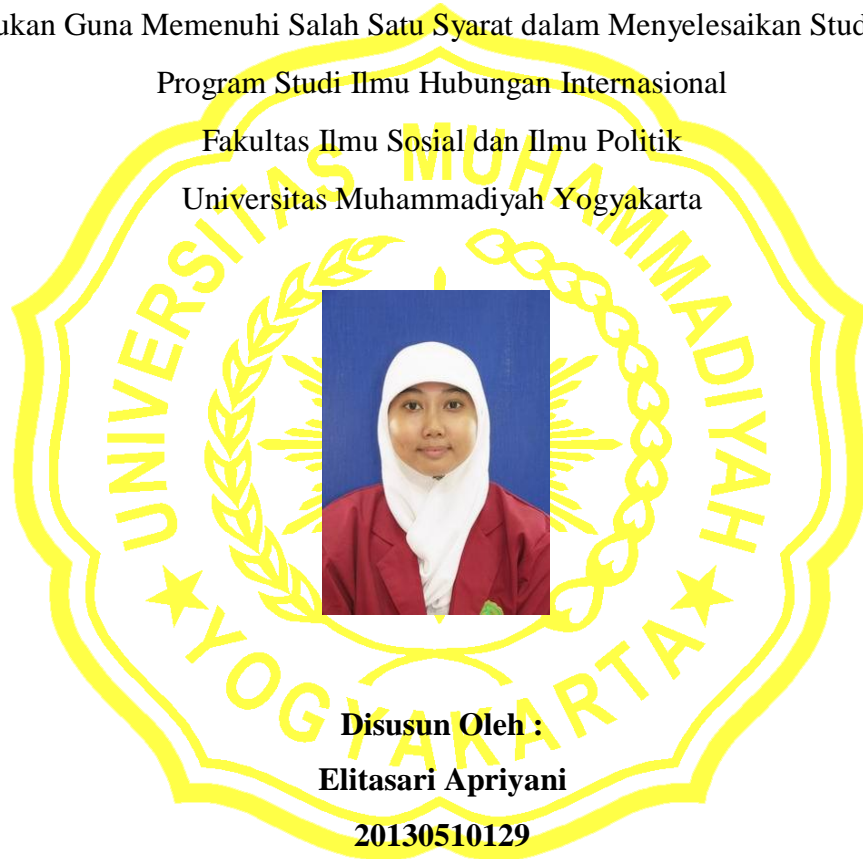 ukan Guna Memenuhi Salah Satu Syarat dalam Menyelesaikan Stud
Program Studi Ilmu Hubungan Internasional
Fakultas Ilmu Sosial dan Ilmu Politik
Universitas Muhammadiyah Yogyakarta
UNIVERSITAS MUHAMMADIYAH
YOGYAKARTA
Disusun Oleh :
Elitasari Apriyani
20130510129